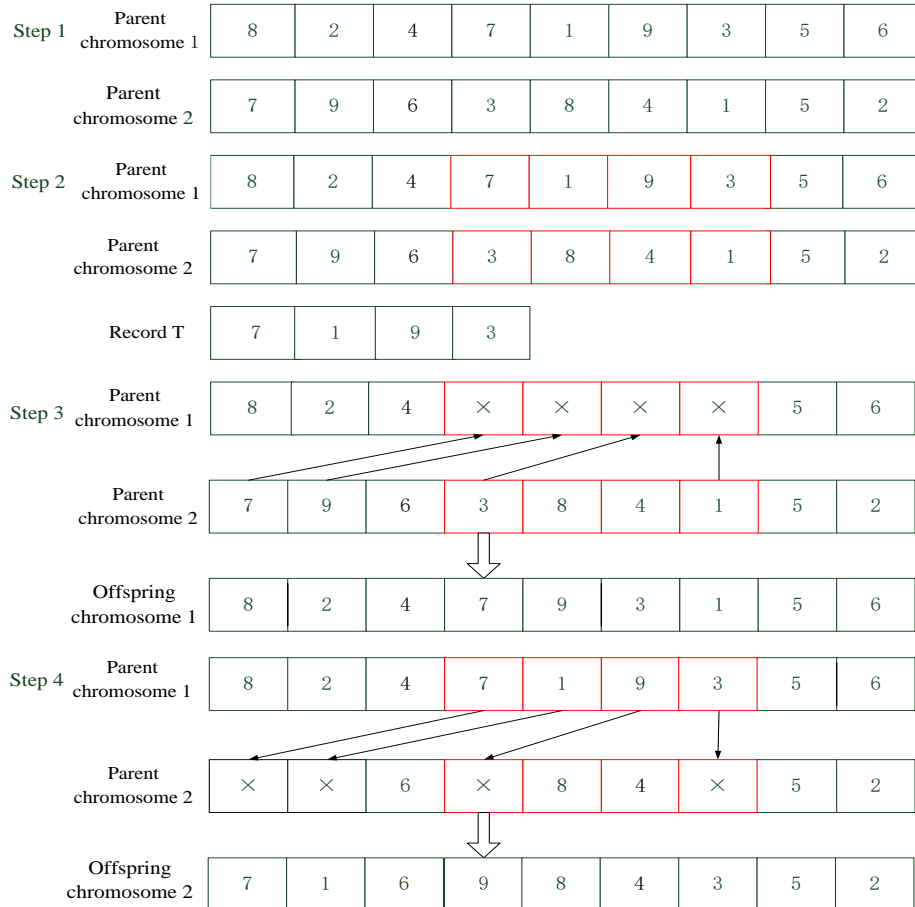 Step 1 Parent chromosome 1 8 2 4 7 1 9 3 5 6
Parent chromosome 2 7 9 6 3 8 4 1 5 2
Step 2 Parent chromosome 1 8 2 4 7 1 9 3 5 6
Parent chromosome 2 7 9 6 3 8 4 1 5 2
Record T 7 1 9 3
Step 3 Parent chromosome 1 8 2 4 × × × × 5 6
Parent chromosome 2 7 9 6 3 8 4 1 5 2
Offspring chromosome 1 8 2 4 7 9 3 1 5 6
Step 4 Parent chromosome 1 8 2 4 7 1 9 3 5 6
Parent chromosome 2 × × 6 × 8 4 × 5 2
Offspring chromosome 2 7 1 6 9 8 4 3 5 2